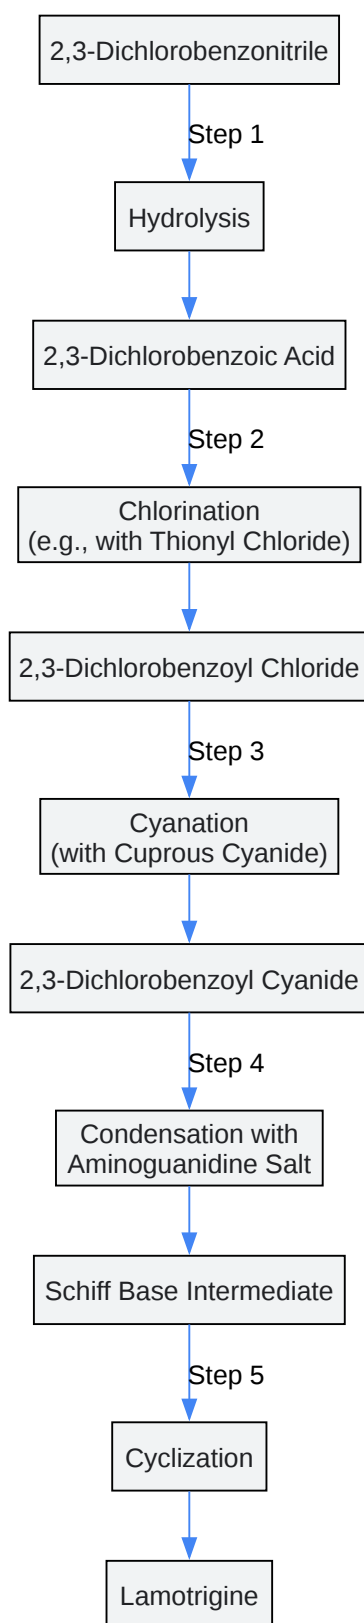 2,3-Dichlorobenzonitrile
Step 1
Hydrolysis
2,3-Dichlorobenzoic Acid
Step 2
Chlorination
(e.g., with Thionyl Chloride)
2,3-Dichlorobenzoyl Chloride
Step 3
Cyanation
(with Cuprous Cyanide)
2,3-Dichlorobenzoyl Cyanide
Step 4
Condensation with
Aminoguanidine Salt
Schiff Base Intermediate
Step 5
Cyclization
Lamotrigine